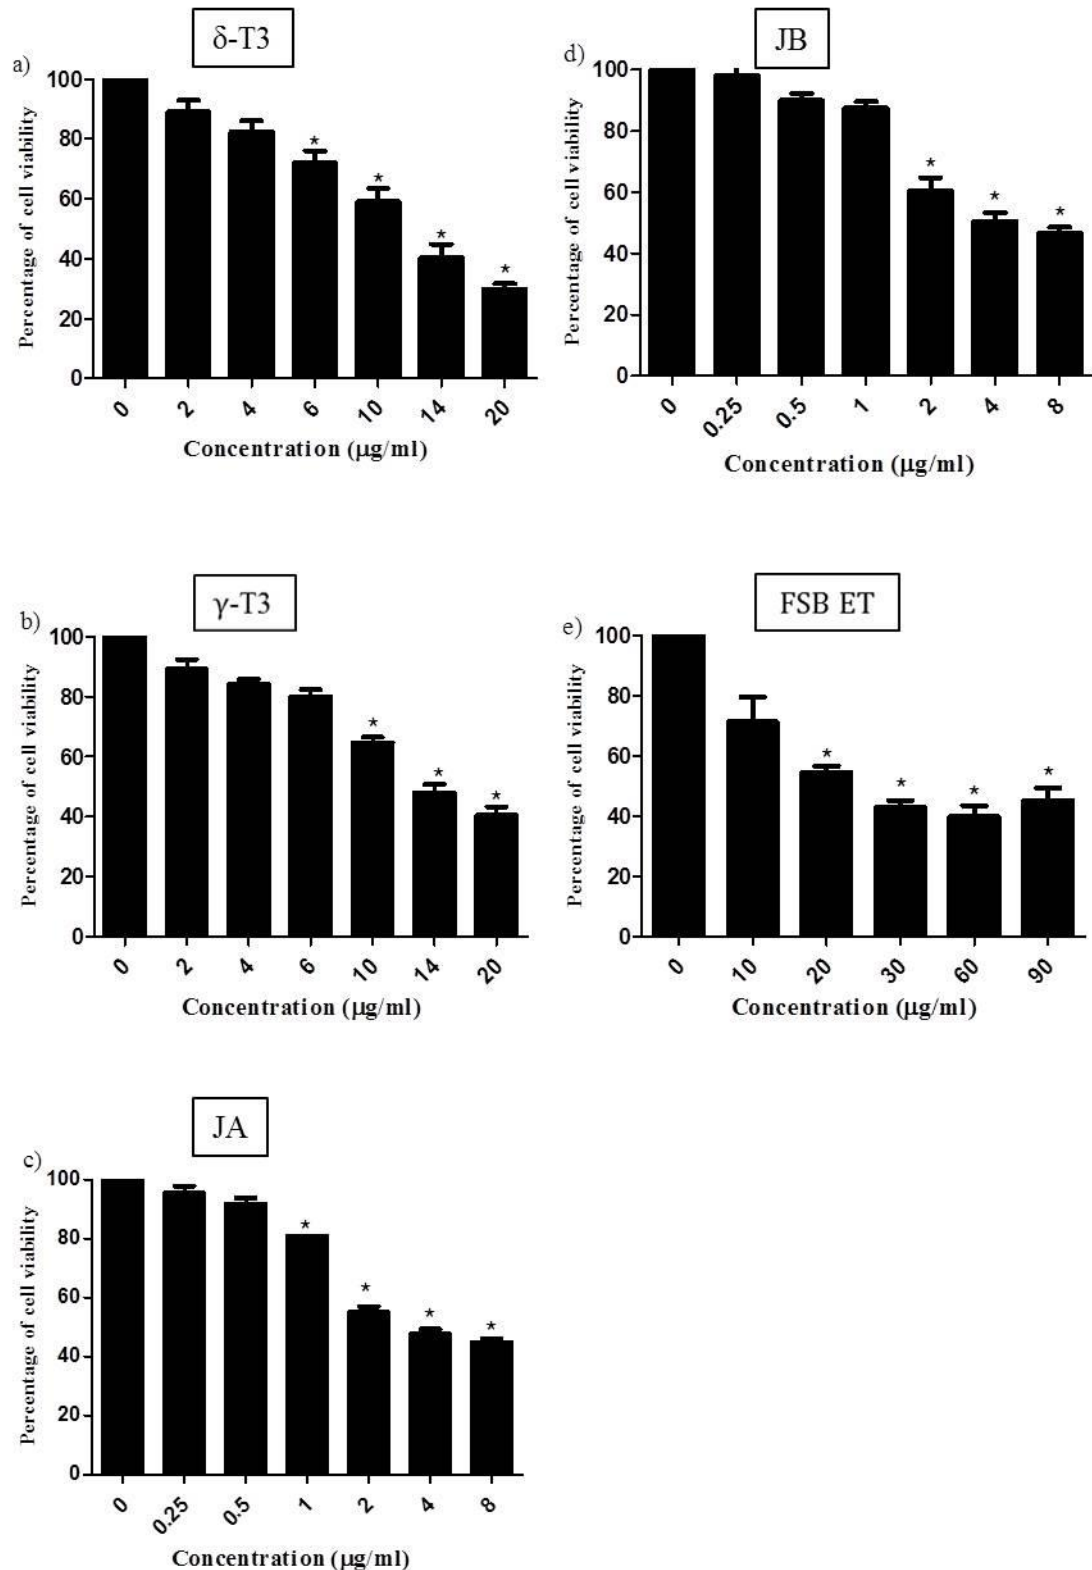 δ-T3
a)
Percentage of cell viability
100
80
60
40
20
0
* * * *
0 2 4 6 10 14 20
Concentration (µg/ml)
JB
d)
Percentage of cell viability
100
80
60
40
20
0
* * *
0 0.25 0.5 1 2 4 8
Concentration (µg/ml)
γ-T3
b)
Percentage of cell viability
100
80
60
40
20
0
* * *
0 2 4 6 10 14 20
Concentration (µg/ml)
FSB ET
e)
Percentage of cell viability
100
80
60
40
20
0
* * * *
0 10 20 30 60 90
Concentration (µg/ml)
JA
c)
Percentage of cell viability
100
80
60
40
20
0
* * * *
0 0.25 0.5 1 2 4 8
Concentration (µg/ml)